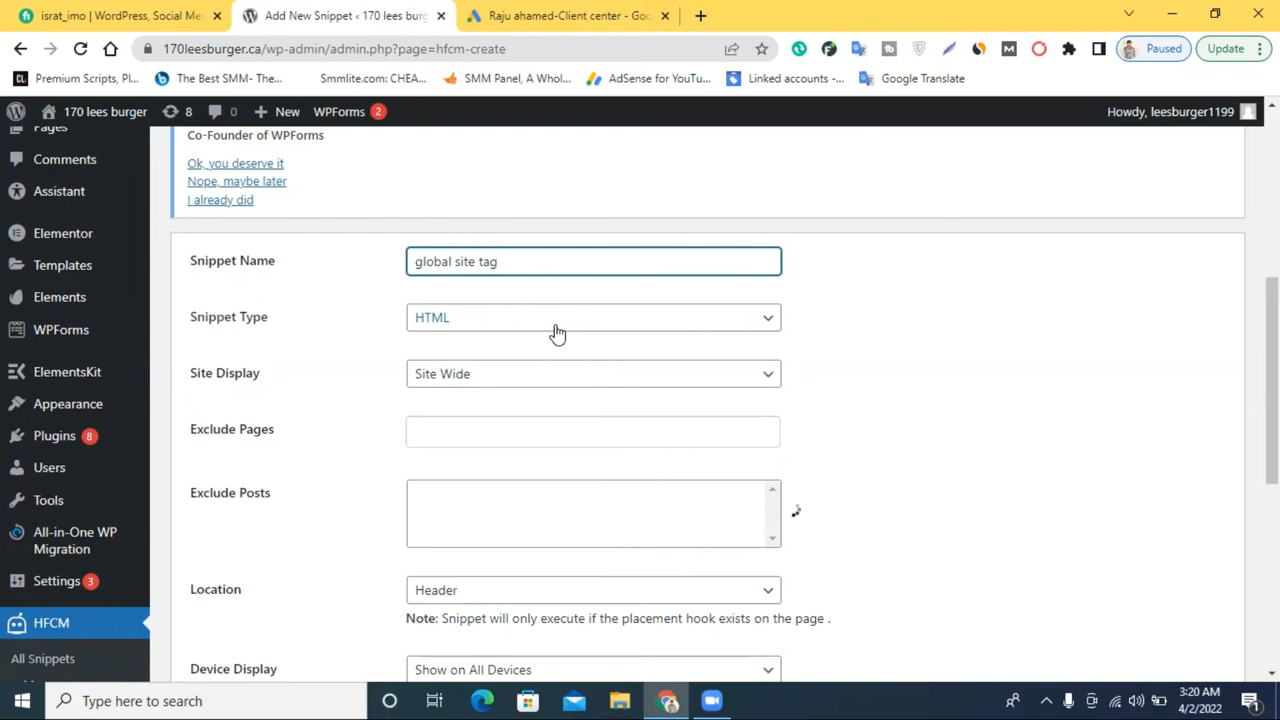 israt_imo | WordPress, Social Me
Add New Snippet ‹ 170 lees burger
Raju ahamed-Client center - Goo
170leesburger.ca/wp-admin/admin.php?page=hfcm-create
Paused
Update
Premium Scripts, Pl...
The Best SMM- The...
Smmlite.com: CHEA...
SMM Panel, A Whol...
AdSense for YouTu...
Linked accounts -...
Google Translate
170 lees burger
8
0
New
WPForms 2
Howdy, leesburger1199
Pages
Comments
Assistant
Elementor
Templates
Elements
WPForms
ElementsKit
Appearance
Plugins 8
Users
Tools
All-in-One WP
Migration
Settings 3
HFCM
All Snippets
Co-Founder of WPForms
Ok, you deserve it
Nope, maybe later
I already did
Snippet Name
global site tag
Snippet Type
HTML
Site Display
Site Wide
Exclude Pages
Exclude Posts
Location
Header
Note: Snippet will only execute if the placement hook exists on the page .
Device Display
Show on All Devices
Type here to search
3:20 AM
4/2/2022
1